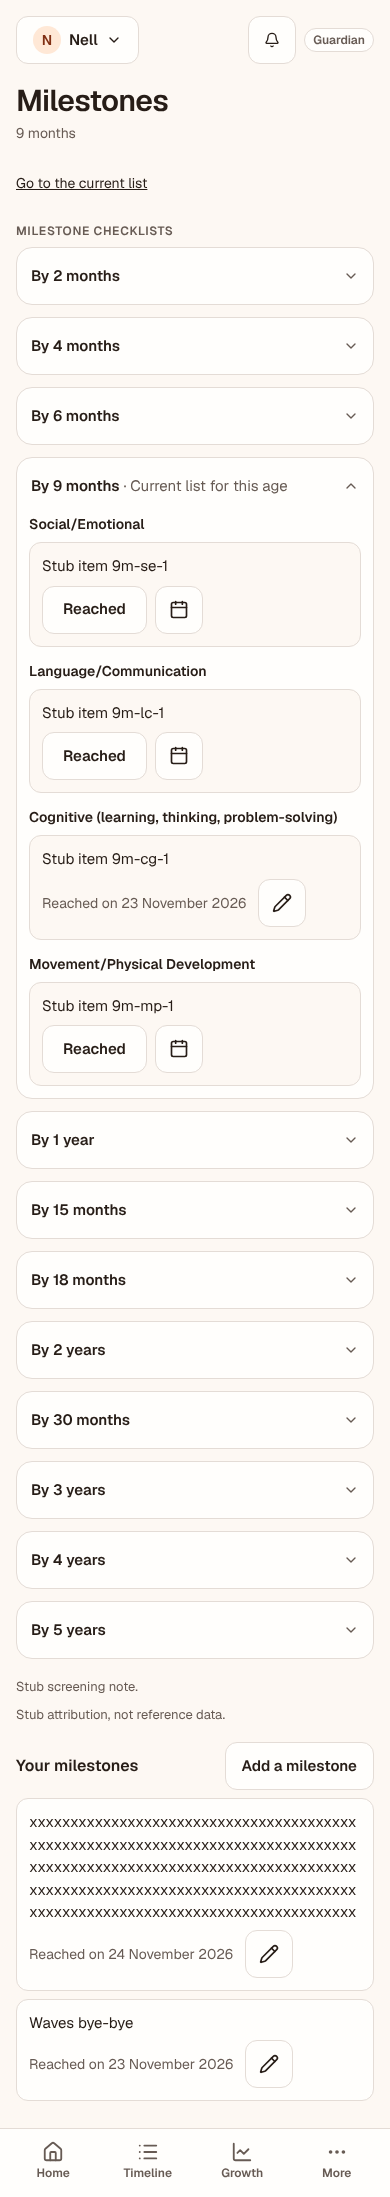 N Nell Guardian
Milestones
9 months
Go to the current list
MILESTONE CHECKLISTS
By 2 months
By 4 months
By 6 months
By 9 months · Current list for this age
Social/Emotional
Stub item 9m-se-1
Reached
Language/Communication
Stub item 9m-lc-1
Reached
Cognitive (learning, thinking, problem-solving)
Stub item 9m-cg-1
Reached on 23 November 2026
Movement/Physical Development
Stub item 9m-mp-1
Reached
By 1 year
By 15 months
By 18 months
By 2 years
By 30 months
By 3 years
By 4 years
By 5 years
Stub screening note.
Stub attribution, not reference data.
Your milestones Add a milestone
xxxxxxxxxxxxxxxxxxxxxxxxxxxxxxxxxxxxxxxx
xxxxxxxxxxxxxxxxxxxxxxxxxxxxxxxxxxxxxxxx
xxxxxxxxxxxxxxxxxxxxxxxxxxxxxxxxxxxxxxxx
xxxxxxxxxxxxxxxxxxxxxxxxxxxxxxxxxxxxxxxx
xxxxxxxxxxxxxxxxxxxxxxxxxxxxxxxxxxxxxxxx
Reached on 24 November 2026
Waves bye-bye
Reached on 23 November 2026
Home Timeline Growth More